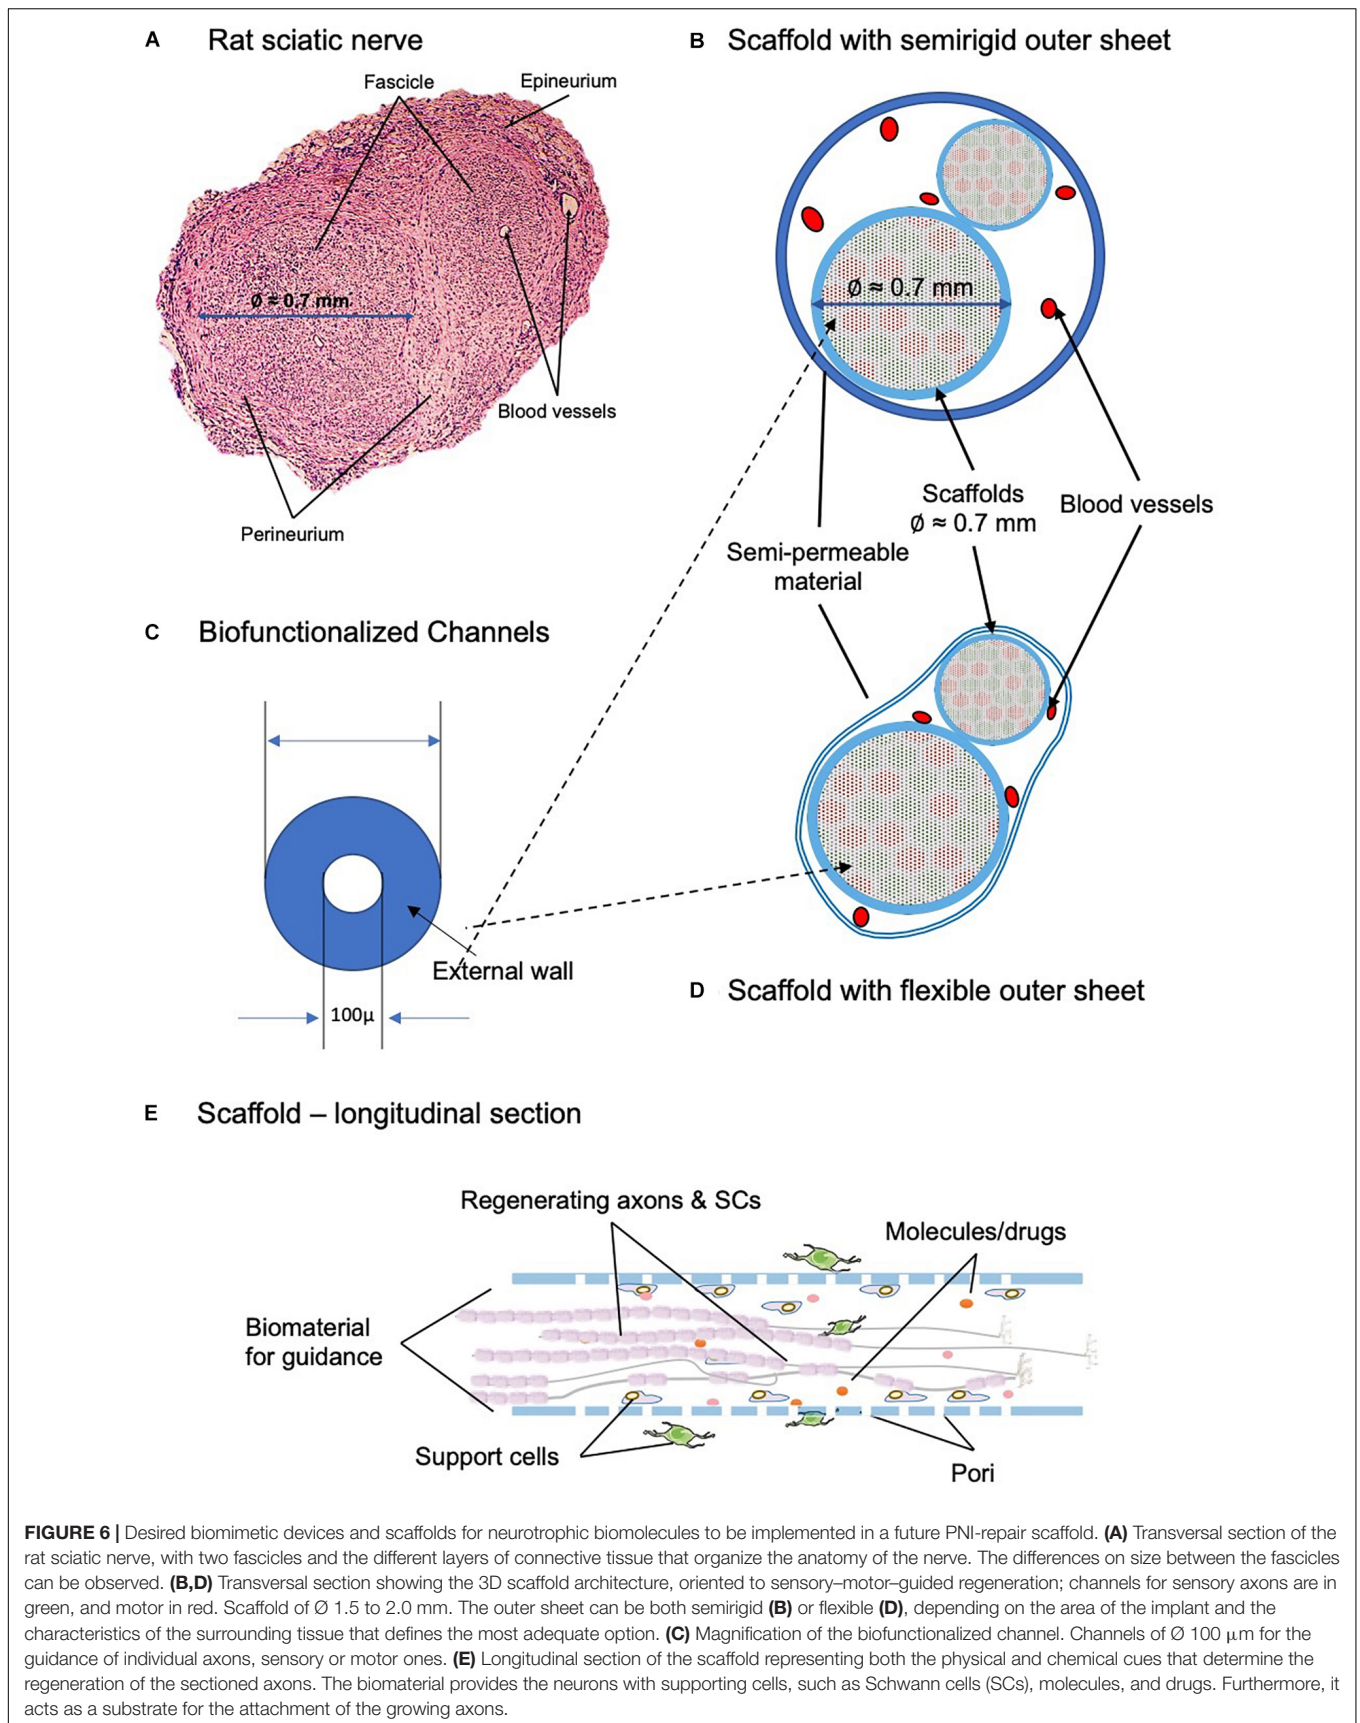 A Rat sciatic nerve
Fascicle
Epineurium
Ø ≈ 0.7 mm
Blood vessels
Perineurium
B Scaffold with semirigid outer sheet
Ø ≈ 0.7 mm
Scaffolds
Ø ≈ 0.7 mm
Blood vessels
Semi-permeable
material
C Biofunctionalized Channels
External wall
100µ
D Scaffold with flexible outer sheet
E Scaffold – longitudinal section
Regenerating axons & SCs
Molecules/drugs
Biomaterial
for guidance
Support cells
Pori
FIGURE 6 | Desired biomimetic devices and scaffolds for neurotrophic biomolecules to be implemented in a future PNI-repair scaffold. (A) Transversal section of the
rat sciatic nerve, with two fascicles and the different layers of connective tissue that organize the anatomy of the nerve. The differences on size between the fascicles
can be observed. (B,D) Transversal section showing the 3D scaffold architecture, oriented to sensory–motor–guided regeneration; channels for sensory axons are in
green, and motor in red. Scaffold of Ø 1.5 to 2.0 mm. The outer sheet can be both semirigid (B) or flexible (D), depending on the area of the implant and the
characteristics of the surrounding tissue that defines the most adequate option. (C) Magnification of the biofunctionalized channel. Channels of Ø 100 µm for the
guidance of individual axons, sensory or motor ones. (E) Longitudinal section of the scaffold representing both the physical and chemical cues that determine the
regeneration of the sectioned axons. The biomaterial provides the neurons with supporting cells, such as Schwann cells (SCs), molecules, and drugs. Furthermore, it
acts as a substrate for the attachment of the growing axons.